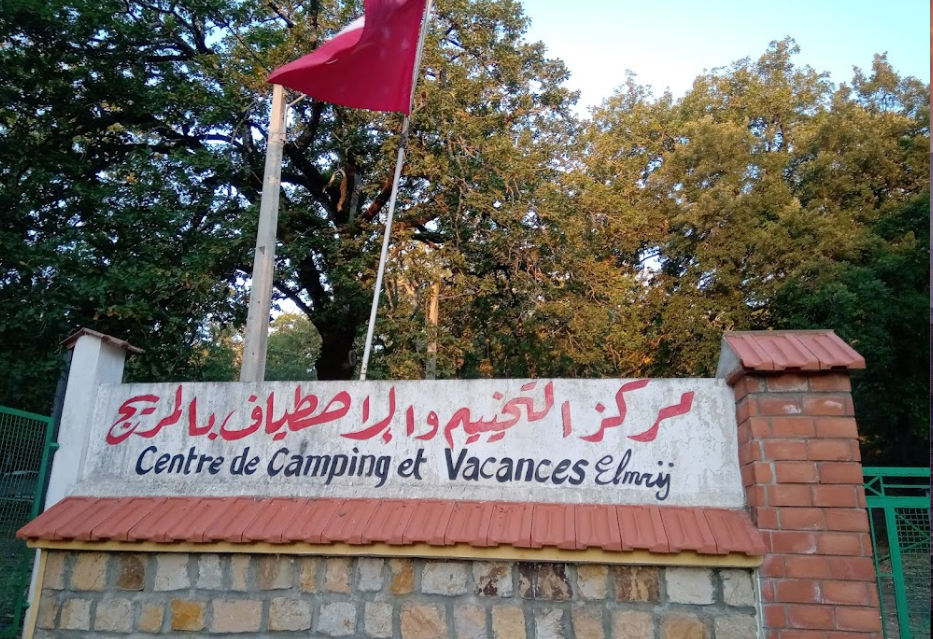 مركز التخييم والإصطياف بالمريج
Centre de Camping et Vacances Elmrij